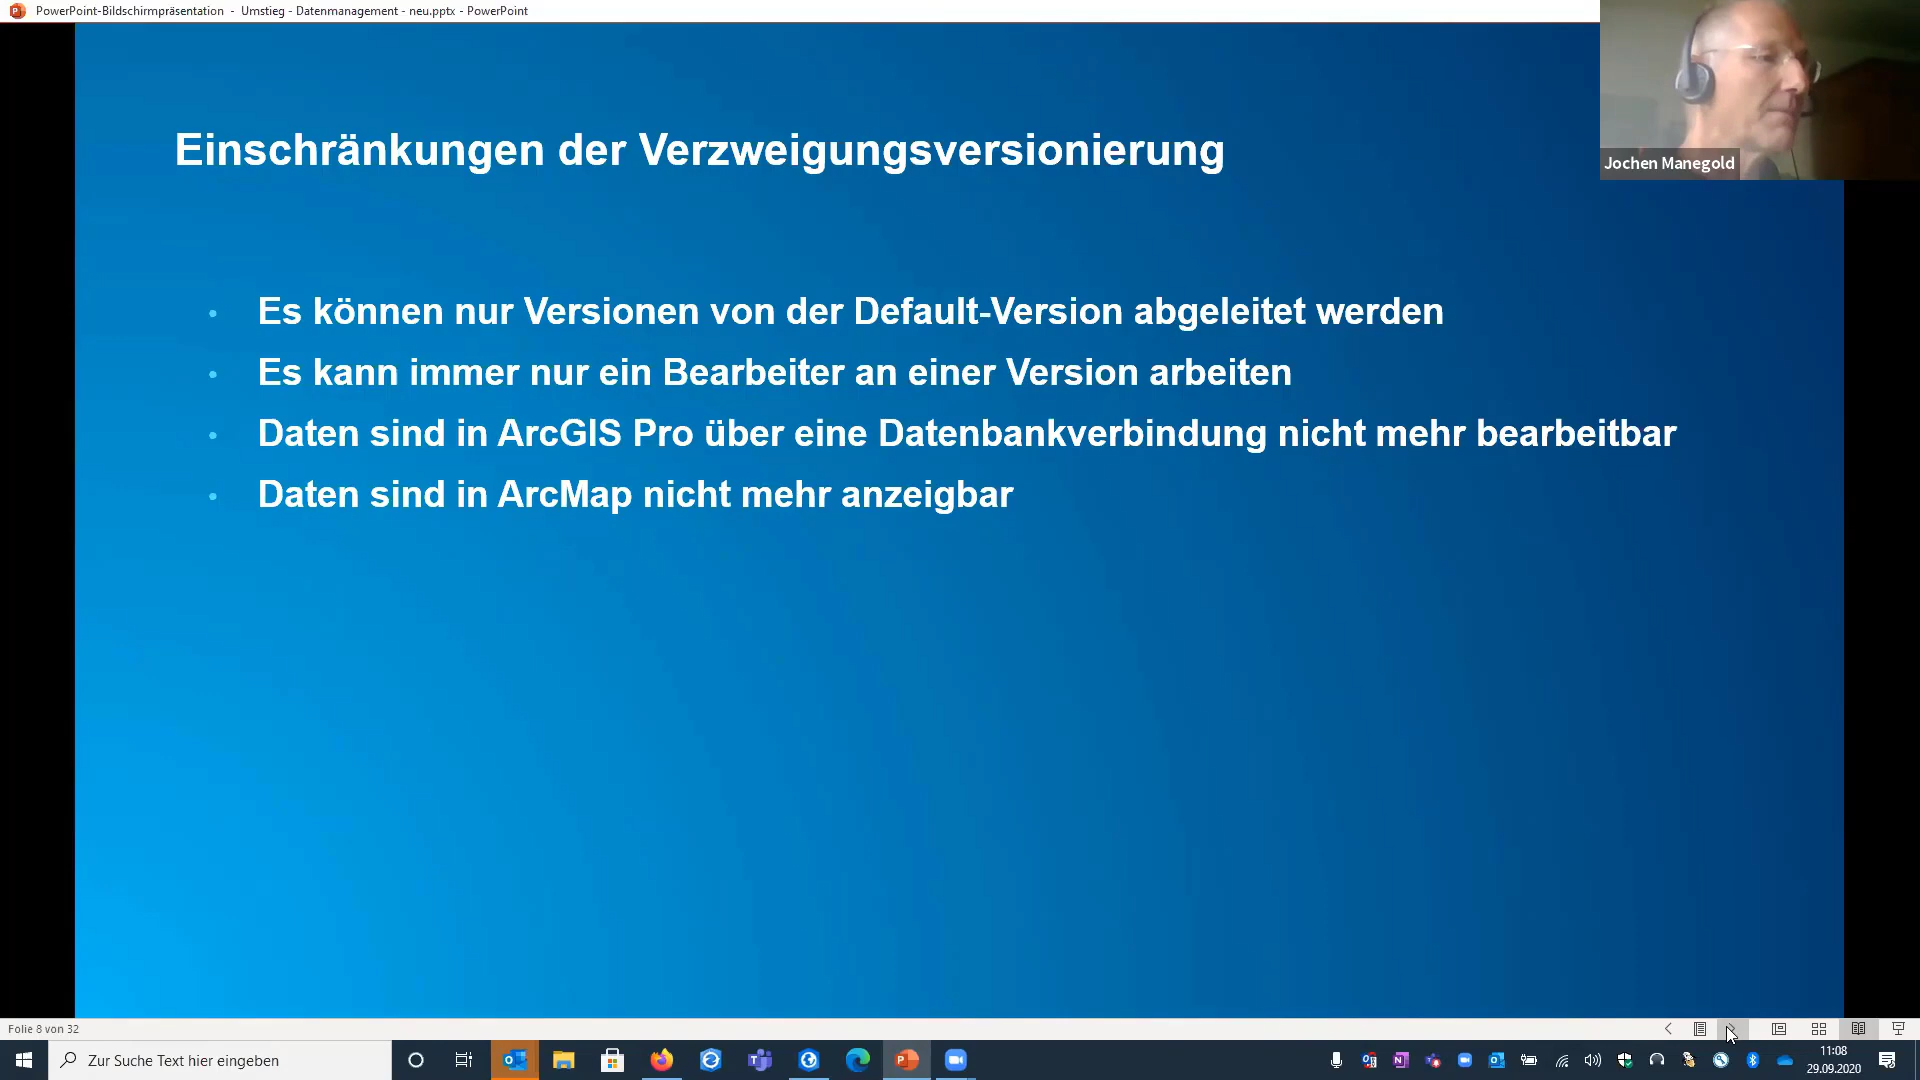 PowerPoint-Bildschirmpräsentation - Umstieg - Datenmanagement - neu.pptx - PowerPoint
Jochen Manegold
Einschränkungen der Verzweigungsversionierung
• Es können nur Versionen von der Default-Version abgeleitet werden
• Es kann immer nur ein Bearbeiter an einer Version arbeiten
• Daten sind in ArcGIS Pro über eine Datenbankverbindung nicht mehr bearbeitbar
• Daten sind in ArcMap nicht mehr anzeigbar
Folie 8 von 32
Zur Suche Text hier eingeben
11:08
29.09.2020